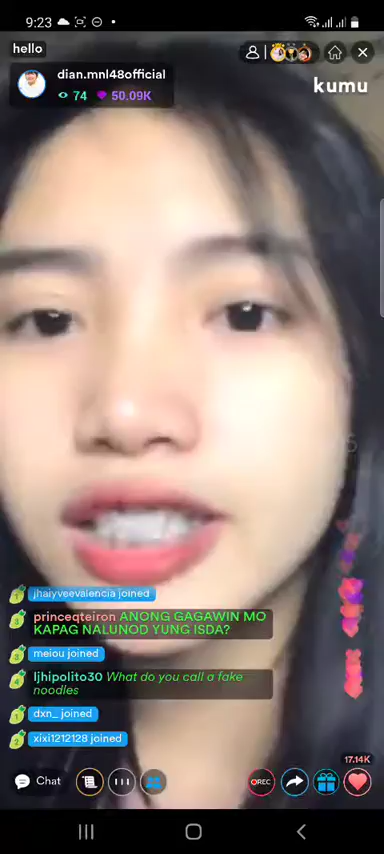 9:23
hello
dian.mnl48official
74 50.09K
kumu
jhaiyveevalencia joined
princeqteiron ANONG GAGAWIN MO
KAPAG NALUNOD YUNG ISDA?
meiou joined
ljhipolito30 What do you call a fake
noodles
dxn_ joined
xixi1212128 joined
17.14K
Chat
REC